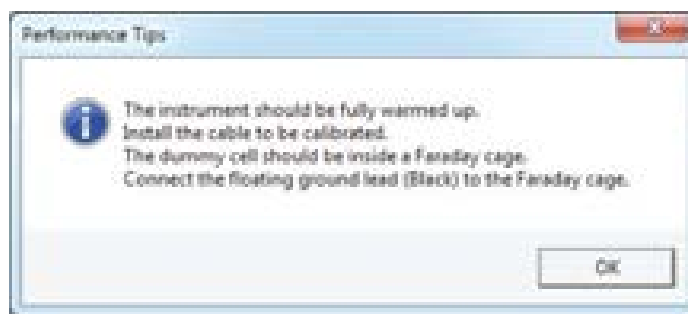 Performance Tips
The instrument should be fully warmed up.
Install the cable to be calibrated.
The dummy cell should be inside a Faraday cage.
Connect the floating ground lead (Black) to the Faraday cage.
OK